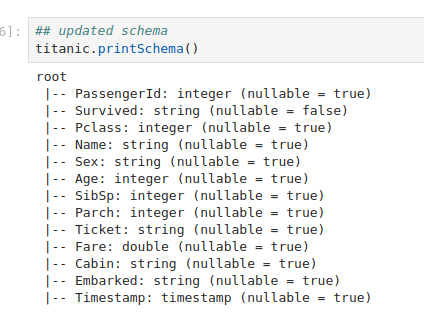 6]:
## updated schema
titanic.printSchema()
root
 |-- PassengerId: integer (nullable = true)
 |-- Survived: string (nullable = false)
 |-- Pclass: integer (nullable = true)
 |-- Name: string (nullable = true)
 |-- Sex: string (nullable = true)
 |-- Age: integer (nullable = true)
 |-- SibSp: integer (nullable = true)
 |-- Parch: integer (nullable = true)
 |-- Ticket: string (nullable = true)
 |-- Fare: double (nullable = true)
 |-- Cabin: string (nullable = true)
 |-- Embarked: string (nullable = true)
 |-- Timestamp: timestamp (nullable = true)